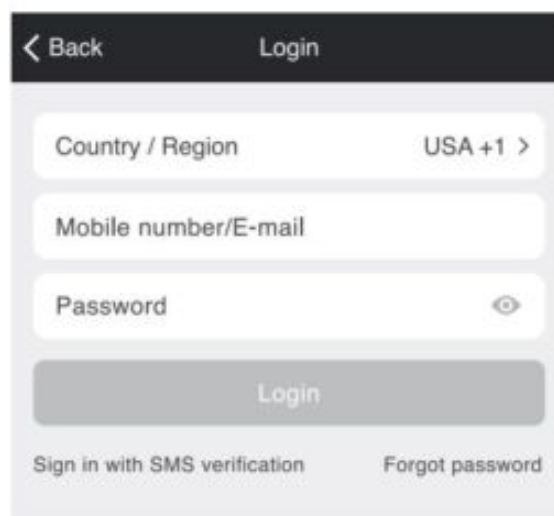 Back Login
Country / Region USA +1
Mobile number/E-mail
Password
Login
Sign in with SMS verification Forgot password